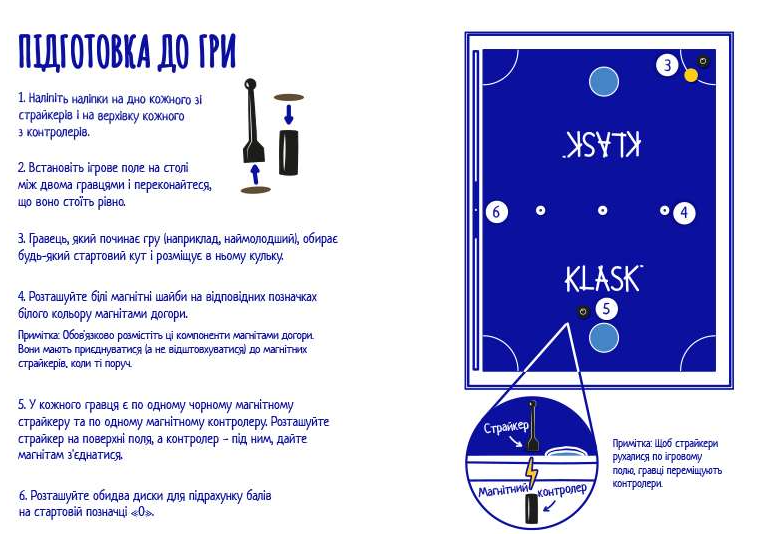 ПІДГОТОВКА ДО ГРИ
1. Наліпіть наліпки на дно кожного зі
страйкерів і на верхівку кожного
з контролерів.
2. Встановіть ігрове поле на столі
між двома гравцями і переконайтеся,
що воно стоїть рівно.
3. Гравець, який починає гру (наприклад, наймолодший), обирає
будь-який стартовий кут і розміщує в ньому кульку.
4. Розташуйте білі магнітні шайби на відповідних позначках
білого кольору магнітами догори.
Примітка: Обов'язково розмістіть ці компоненти магнітами догори.
Вони мають приєднуватися (а не відштовхуватися) до магнітних
страйкерів, коли ті поруч.
5. У кожного гравця є по одному чорному магнітному
страйкеру та по одному магнітному контролеру. Розташуйте
страйкер на поверхні поля, а контролер – під ним, дайте
магнітам з'єднатися.
6. Розташуйте обидва диски для підрахунку балів
на стартовій позначці «0».
3
KLASK
6
4
KLASK
5
Страйкер
Магнітний контролер
Примітка: Щоб страйкери
рухалися по ігровому
полю, гравці переміщують
контролери.